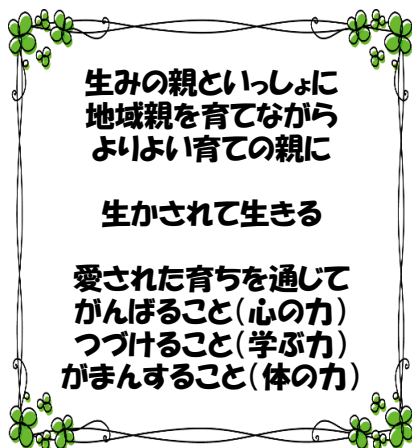 生みの親といっしょに
地域親を育てながら
よりよい育ての親に
生かされて生きる
愛された育ちを通じて
がんばること(心の力)
つづけること(学ぶ力)
がまんすること(体の力)